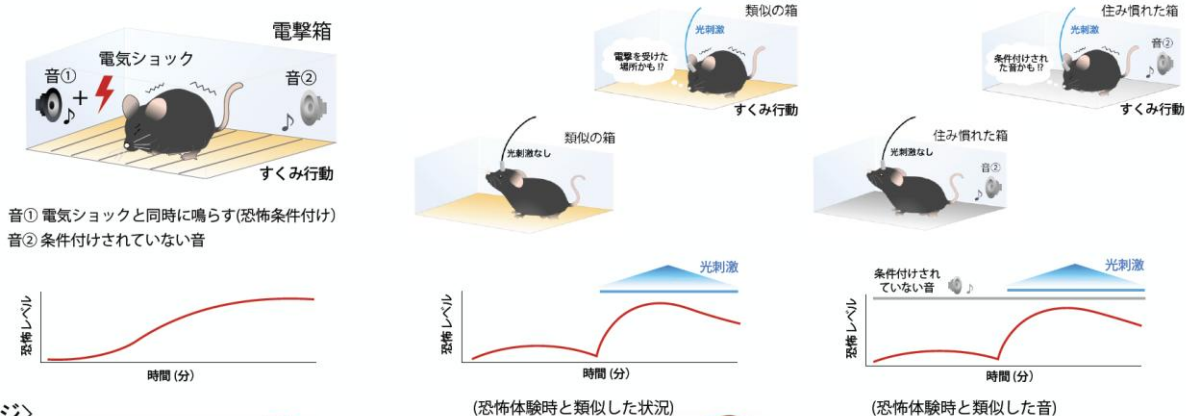 電撃箱
電気ショック
音①
+
音②
すくみ行動
音① 電気ショックと同時に鳴らす(恐怖条件付け)
音② 条件付けされていない音
恐怖レベル
時間 (分)
類似の箱
光刺激
電撃を受けた
場所かも !?
すくみ行動
類似の箱
光刺激なし
光刺激
恐怖レベル
時間 (分)
(恐怖体験時と類似した状況)
住み慣れた箱
光刺激
音②
条件付けされ
た音かも !?
すくみ行動
住み慣れた箱
光刺激なし
音②
条件付けされ
ていない音
光刺激
恐怖レベル
時間 (分)
(恐怖体験時と類似した音)
ジ>